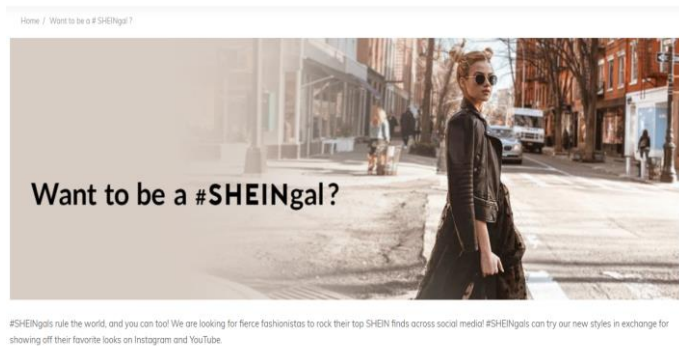 Home / Want to be a # SHEINgal ?
Want to be a #SHEINgal?
#SHEINgals rule the world, and you can too! We are looking for fierce fashionistas to rock their top SHEIN finds across social media! #SHEINgals can try our new styles in exchange for
showing off their favorite looks on Instagram and YouTube.